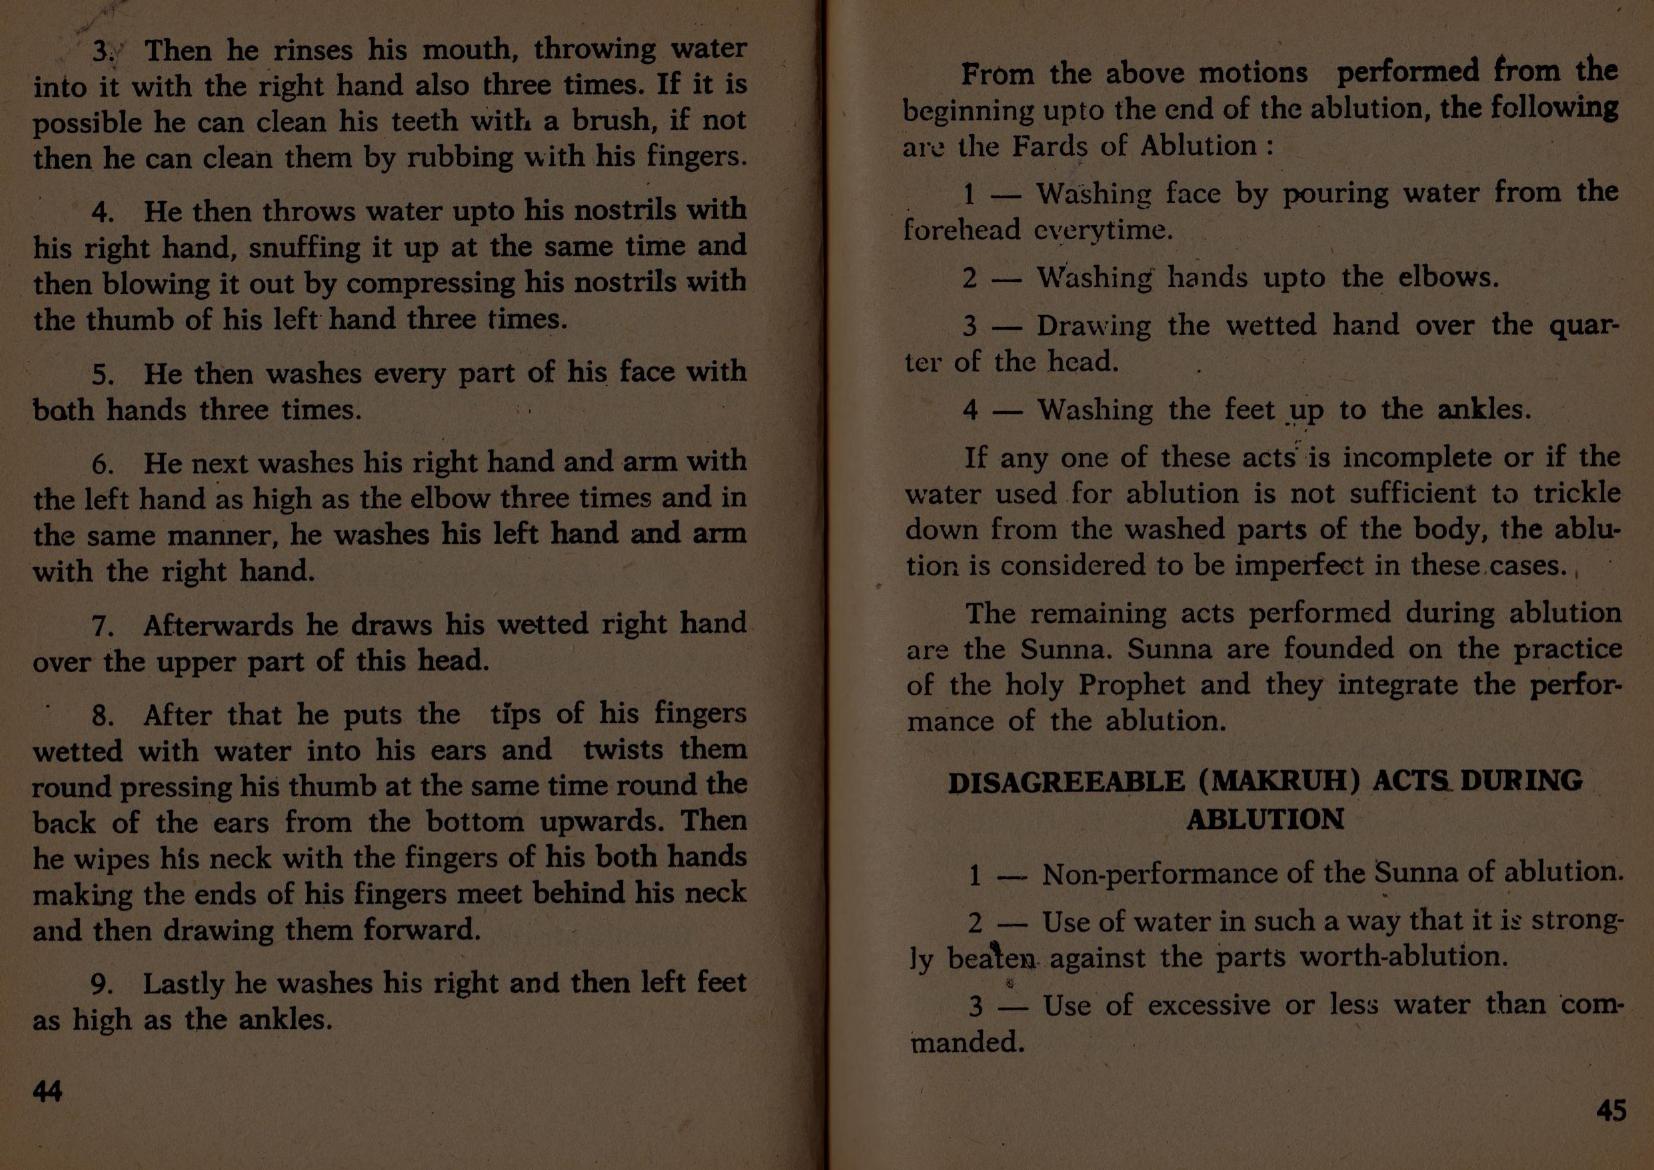 3. Then he rinses his mouth, throwing water
into it with the right hand also three times. If it is
possible he can clean his teeth with a brush, if not
then he can clean them by rubbing with his fingers.
4. He then throws water upto his nostrils with
his right hand, snuffing it up at the same time and
then blowing it out by compressing his nostrils with
the thumb of his left hand three times.
5. He then washes every part of his face with
both hands three times.
6. He next washes his right hand and arm with
the left hand as high as the elbow three times and in
the same manner, he washes his left hand and arm
with the right hand.
7. Afterwards he draws his wetted right hand
over the upper part of this head.
8. After that he puts the tips of his fingers
wetted with water into his ears and twists them
round pressing his thumb at the same time round the
back of the ears from the bottom upwards. Then
he wipes his neck with the fingers of his both hands
making the ends of his fingers meet behind his neck
and then drawing them forward.
9. Lastly he washes his right and then left feet
as high as the ankles.
44
From the above motions performed from the
beginning upto the end of the ablution, the following
are the Fards of Ablution :
1 — Washing face by pouring water from the
forehead everytime.
2 — Washing hands upto the elbows.
3 — Drawing the wetted hand over the quar-
ter of the head.
4 — Washing the feet up to the ankles.
If any one of these acts is incomplete or if the
water used for ablution is not sufficient to trickle
down from the washed parts of the body, the ablu-
tion is considered to be imperfect in these cases.
The remaining acts performed during ablution
are the Sunna. Sunna are founded on the practice
of the holy Prophet and they integrate the perfor-
mance of the ablution.
DISAGREEABLE (MAKRUH) ACTS DURING
ABLUTION
1 — Non-performance of the Sunna of ablution.
2 — Use of water in such a way that it is strong-
ly beaten against the parts worth-ablution.
3 — Use of excessive or less water than com-
manded.
45